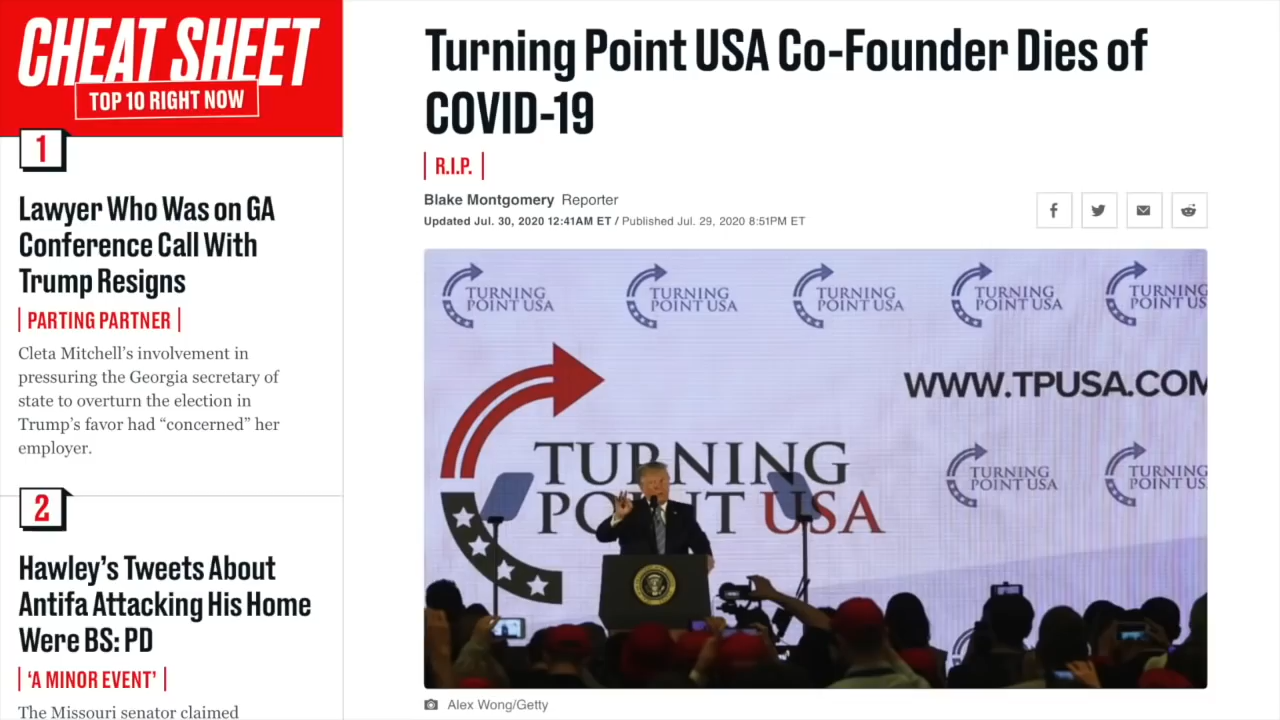 CHEAT SHEET
TOP 10 RIGHT NOW
1
Lawyer Who Was on GA
Conference Call With
Trump Resigns
PARTING PARTNER
Cleta Mitchell’s involvement in
pressuring the Georgia secretary of
state to overturn the election in
Trump’s favor had “concerned” her
employer.
2
Hawley’s Tweets About
Antifa Attacking His Home
Were BS: PD
‘A MINOR EVENT’
The Missouri senator claimed
Turning Point USA Co-Founder Dies of
COVID-19
R.I.P.
Blake Montgomery Reporter
Updated Jul. 30, 2020 12:41AM ET / Published Jul. 29, 2020 8:51PM ET
TURNING
POINT USA
TURNING
POINT USA
TURNING
POINT USA
TURNING
POINT USA
TURNING
POINT US
WWW.TPUSA.COM
TURNING
POINT USA
TURNING
POINT USA
TURNING
POINT US
Alex Wong/Getty